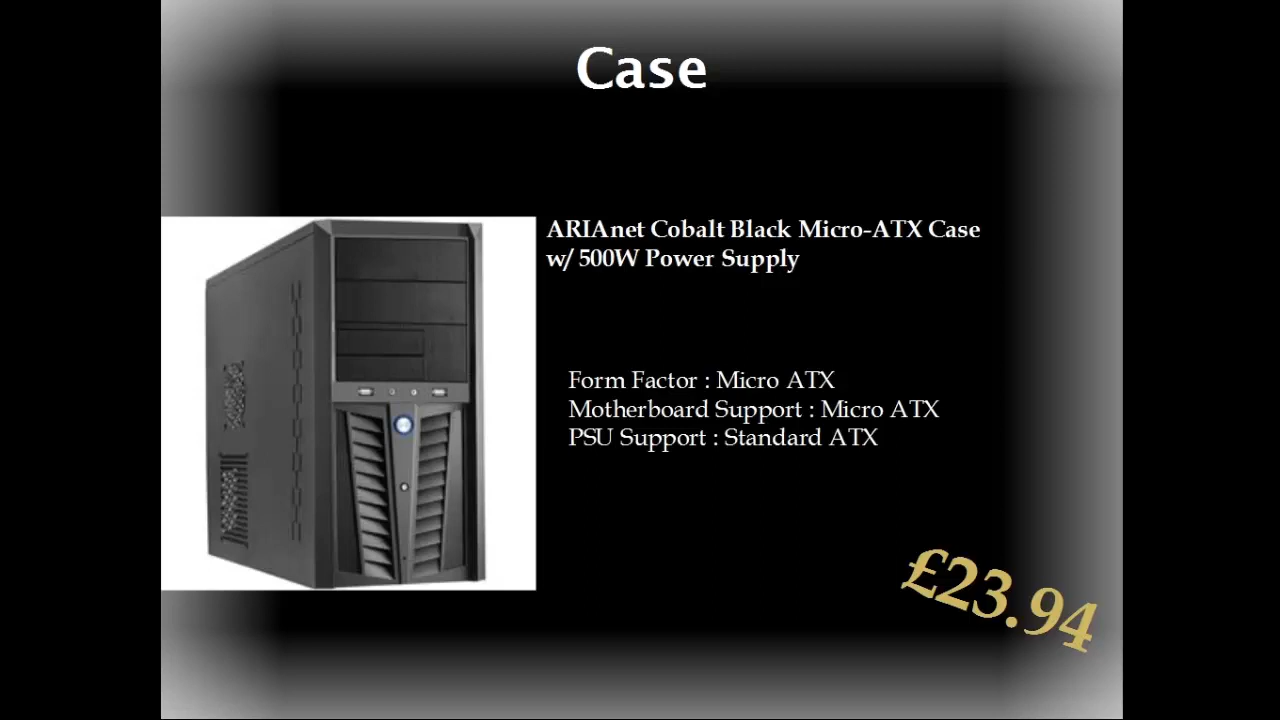 Case
ARIAnet Cobalt Black Micro-ATX Case
w/ 500W Power Supply
Form Factor : Micro ATX
Motherboard Support : Micro ATX
PSU Support : Standard ATX
£23.94